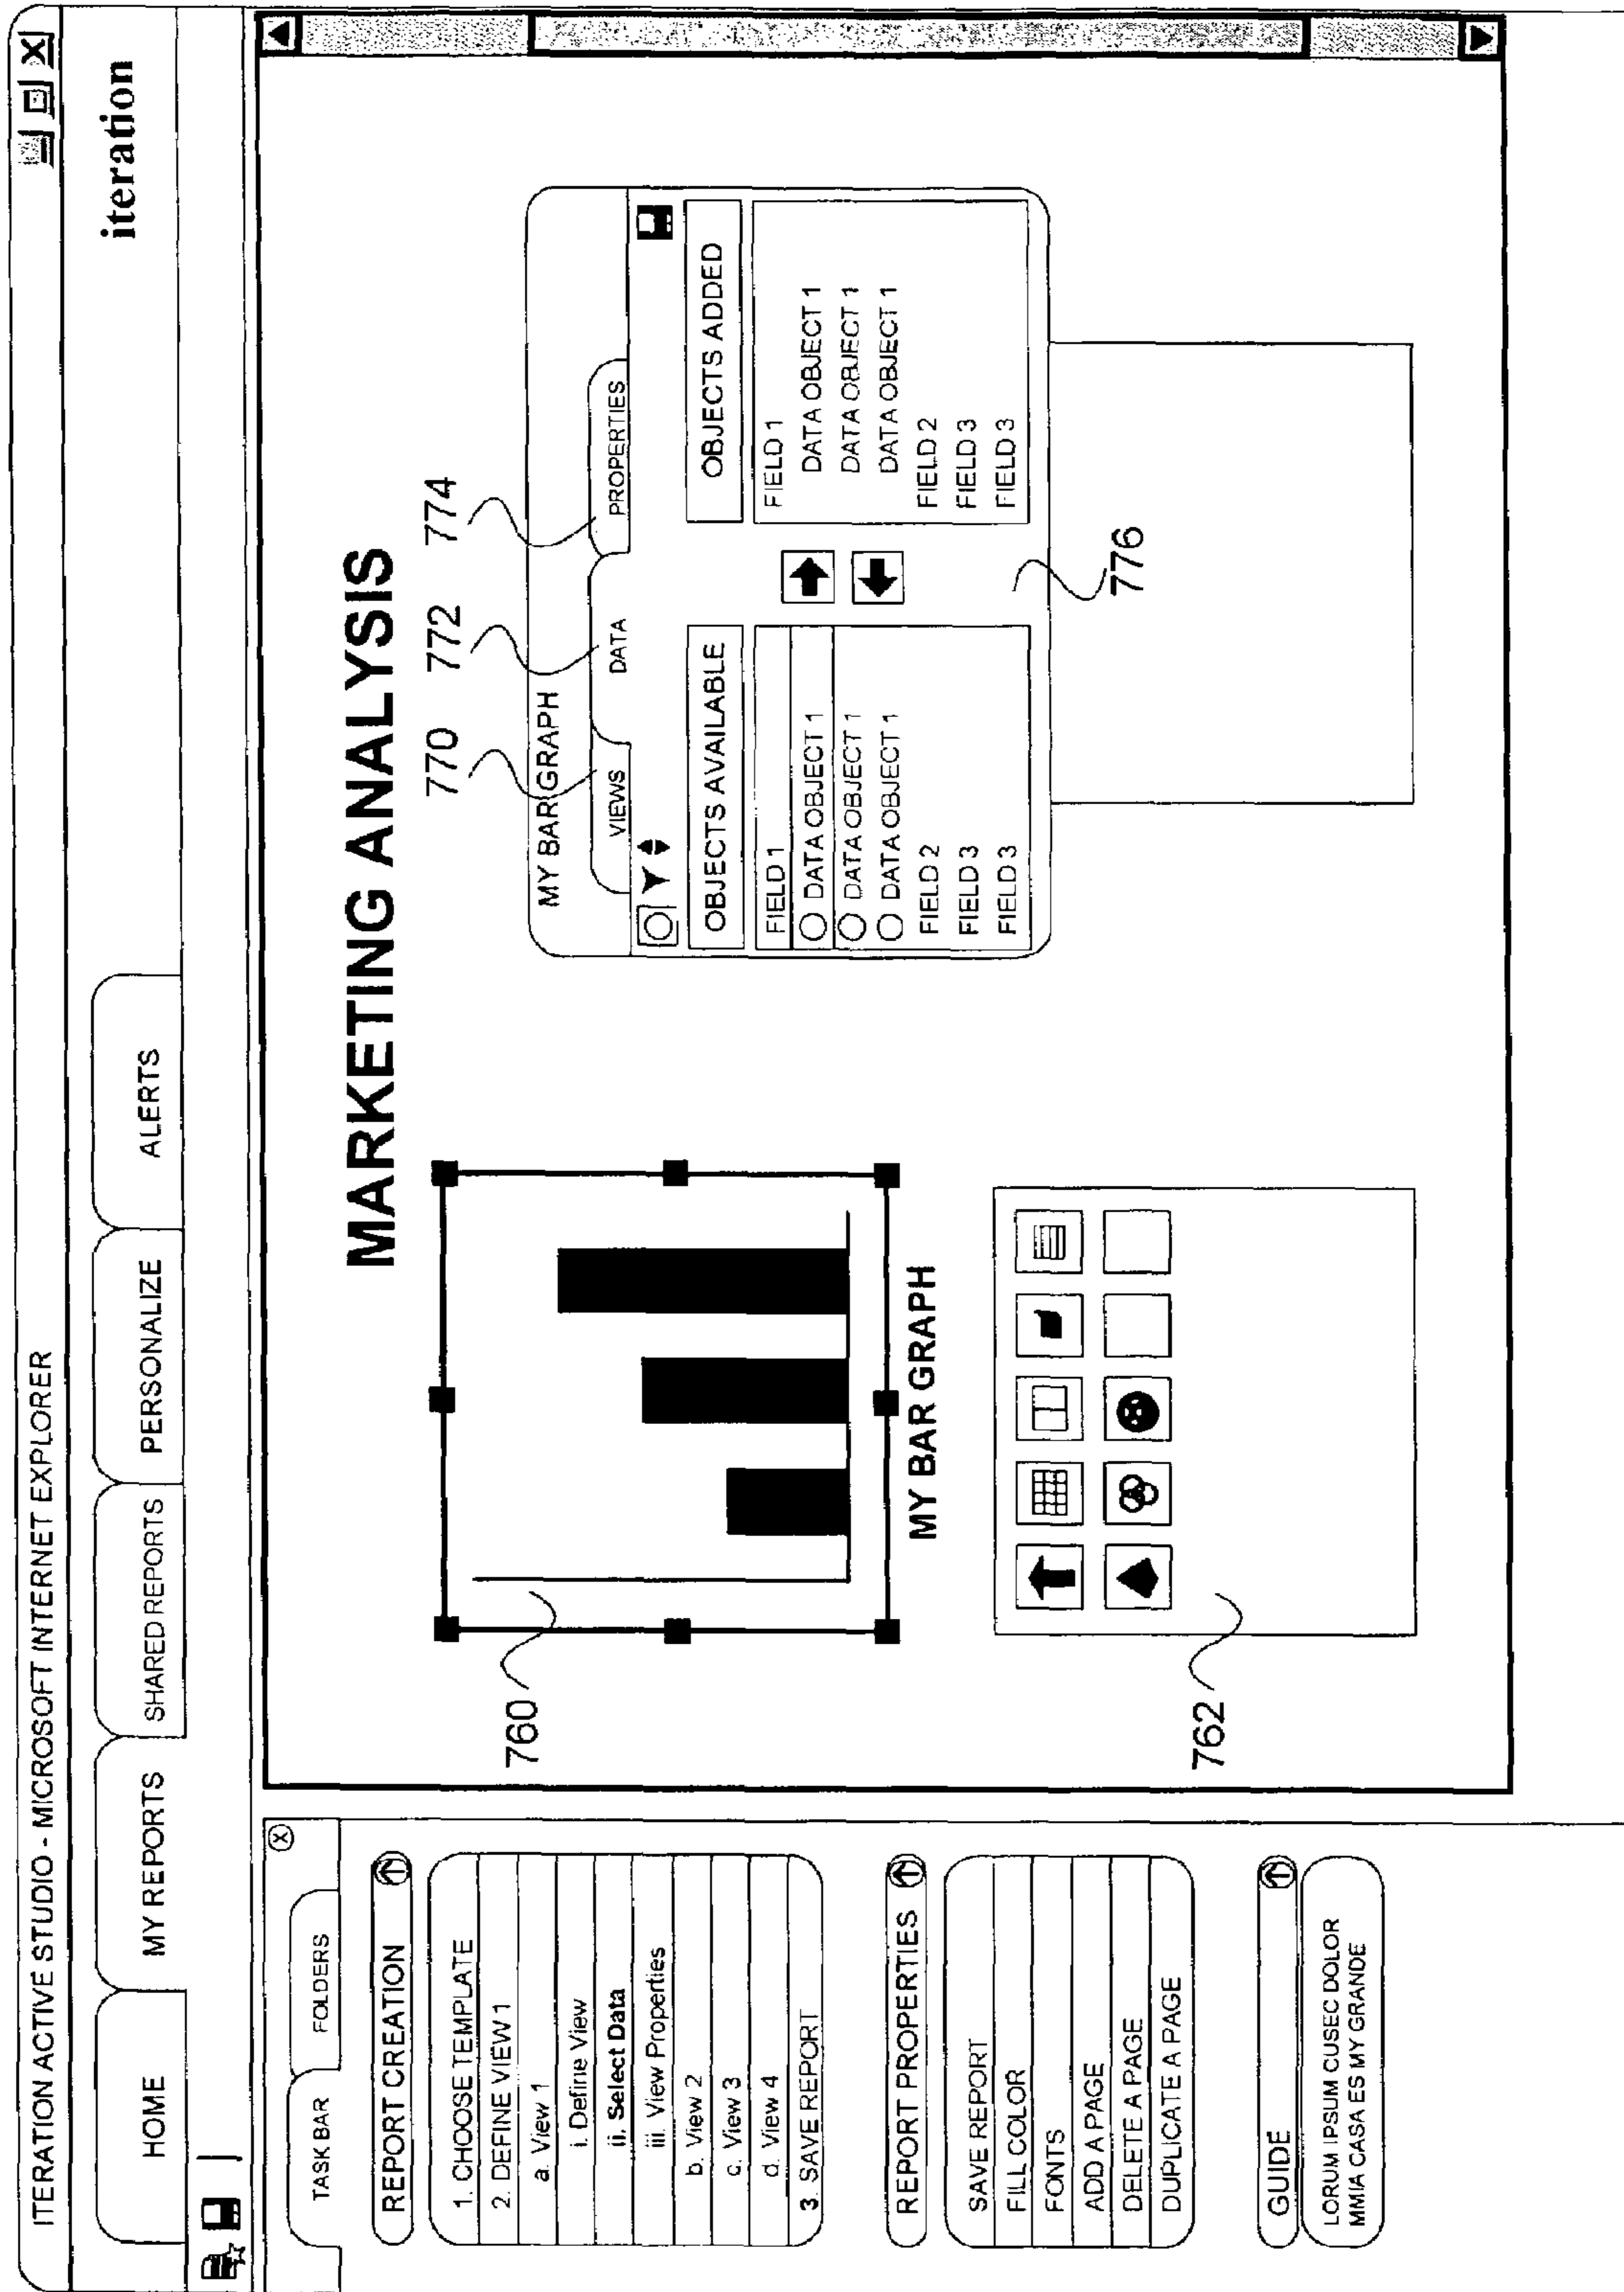 ITERATION ACTIVE STUDIO - MICROSOFT INTERNET EXPLORER
X
HOME
MY REPORTS
SHARED REPORTS
PERSONALIZE
ALERTS
iteration
TASK BAR
FOLDERS
X
REPORT CREATION
1. CHOOSE TEMPLATE
2. DEFINE VIEW 1
a. View 1
i. Define View
ii. Select Data
iii. View Properties
b. View 2
c. View 3
d. View 4
3. SAVE REPORT
REPORT PROPERTIES
SAVE REPORT
FILL COLOR
FONTS
ADD A PAGE
DELETE A PAGE
DUPLICATE A PAGE
GUIDE
LORUM IPSUM CUSEC DOLOR
MMIA CASA ES MY GRANDE
MARKETING ANALYSIS
760
MY BAR GRAPH
762
770
772
774
MY BAR GRAPH
VIEWS
DATA
PROPERTIES
OBJECTS AVAILABLE
FIELD 1
DATA OBJECT 1
DATA OBJECT 1
DATA OBJECT 1
FIELD 2
FIELD 3
FIELD 3
OBJECTS ADDED
FIELD 1
DATA OBJECT 1
DATA OBJECT 1
DATA OBJECT 1
FIELD 2
FIELD 3
FIELD 3
776